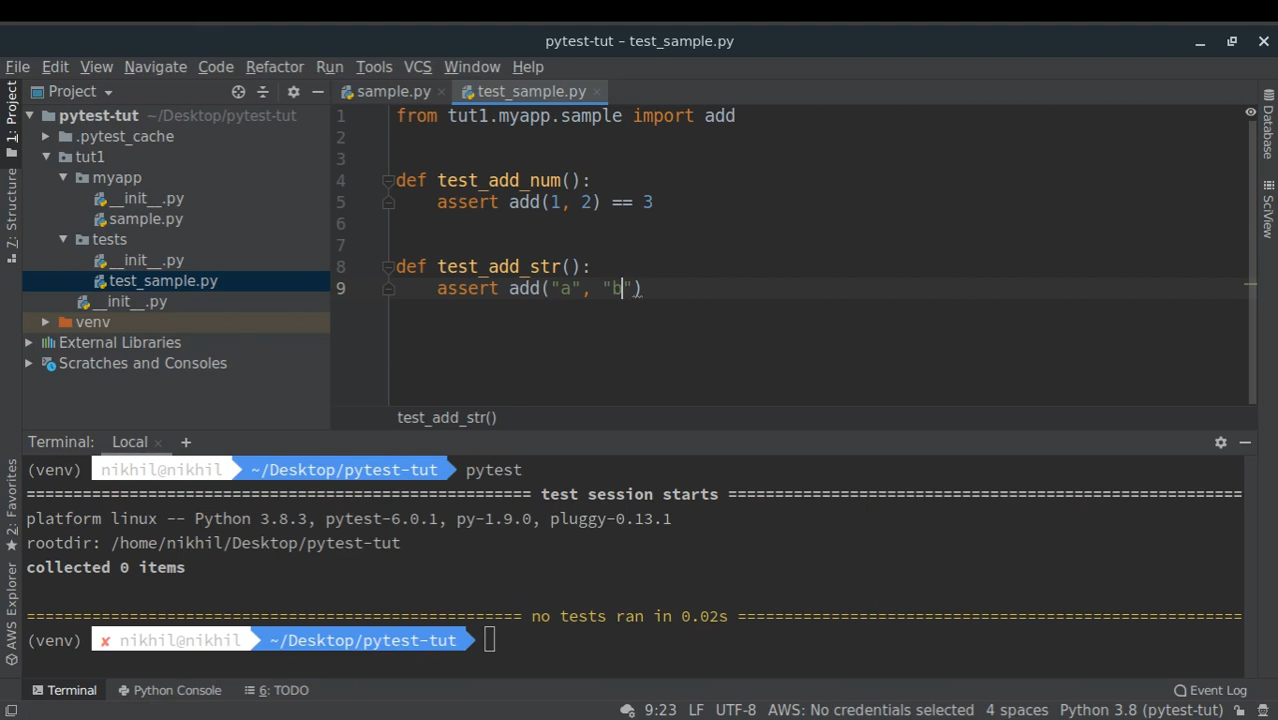 pytest-tut – test_sample.py
File Edit View Navigate Code Refactor Run Tools VCS Window Help
Project
sample.py
test_sample.py
1: Project
7: Structure
2: Favorites
AWS Explorer
pytest-tut ~/Desktop/pytest-tut
.pytest_cache
tut1
myapp
__init__.py
sample.py
tests
__init__.py
test_sample.py
__init__.py
venv
External Libraries
Scratches and Consoles
1 from tut1.myapp.sample import add
2
3
4 def test_add_num():
5 assert add(1, 2) == 3
6
7
8 def test_add_str():
9 assert add("a", "b")
test_add_str()
Database
SciView
Terminal: Local +
(venv) nikhil@nikhil ~/Desktop/pytest-tut pytest
================================================ test session starts =================================================
platform linux -- Python 3.8.3, pytest-6.0.1, py-1.9.0, pluggy-0.13.1
rootdir: /home/nikhil/Desktop/pytest-tut
collected 0 items
=============================================== no tests ran in 0.02s ================================================
(venv) ✘ nikhil@nikhil ~/Desktop/pytest-tut
Terminal Python Console 6: TODO Event Log
9:23 LF UTF-8 AWS: No credentials selected 4 spaces Python 3.8 (pytest-tut)